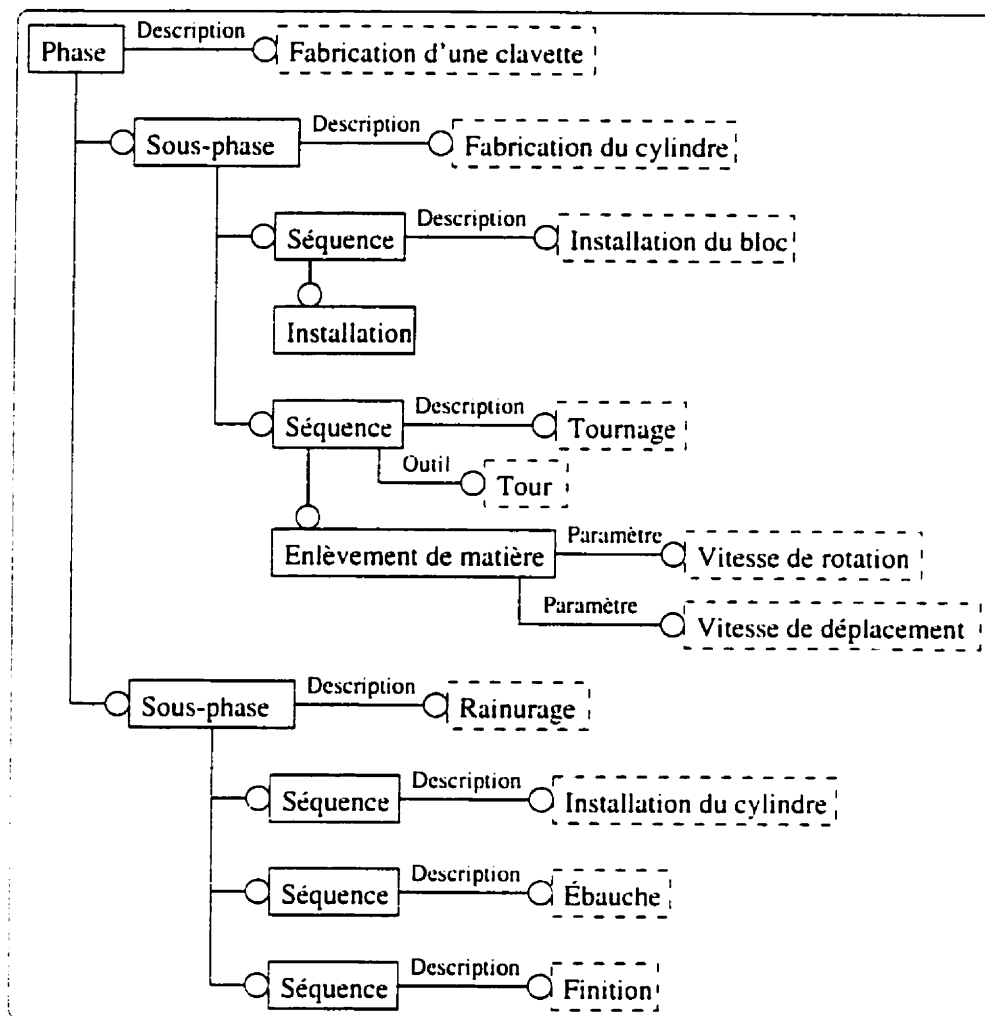 Description
Phase
Fabrication d'une clavette
Description
Sous-phase
Fabrication du cylindre
Description
Séquence
Installation du bloc
Installation
Description
Séquence
Tournage
Outil
Tour
Paramètre
Enlèvement de matière
Vitesse de rotation
Paramètre
Vitesse de déplacement
Description
Sous-phase
Rainurage
Description
Séquence
Installation du cylindre
Description
Séquence
Ébauche
Description
Séquence
Finition